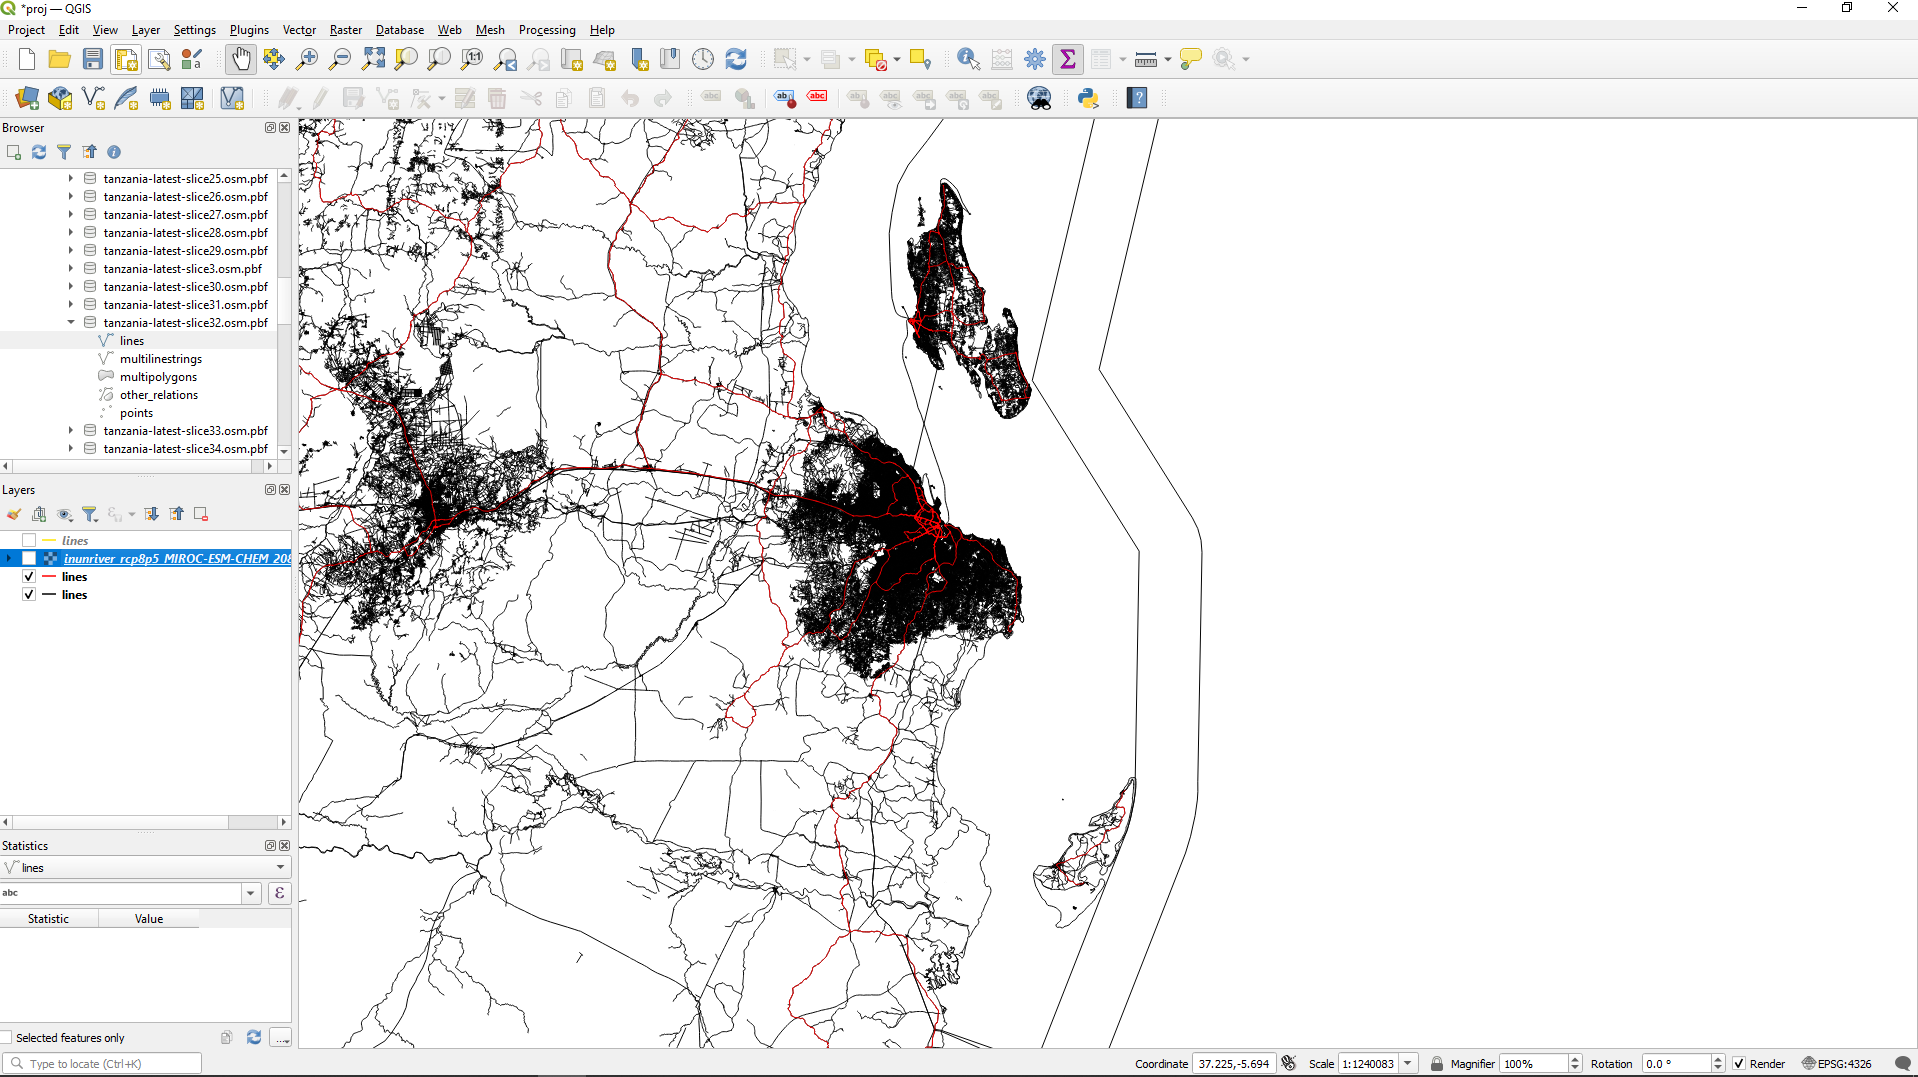 *proj — QGIS
Project Edit View Layer Settings Plugins Vector Raster Database Web Mesh Processing Help
Browser
tanzania-latest-slice25.osm.pbf
tanzania-latest-slice26.osm.pbf
tanzania-latest-slice27.osm.pbf
tanzania-latest-slice28.osm.pbf
tanzania-latest-slice29.osm.pbf
tanzania-latest-slice3.osm.pbf
tanzania-latest-slice30.osm.pbf
tanzania-latest-slice31.osm.pbf
tanzania-latest-slice32.osm.pbf
lines
multilinestrings
multipolygons
other_relations
points
tanzania-latest-slice33.osm.pbf
tanzania-latest-slice34.osm.pbf
Layers
lines
inunriver_rcp8p5_MIROC-ESM-CHEM_208
lines
lines
Statistics
lines
abc
Statistic Value
Selected features only
...
Type to locate (Ctrl+K)
Coordinate 37.225,-5.694 Scale 1:1240083 Magnifier 100% Rotation 0.0 ° Render EPSG:4326